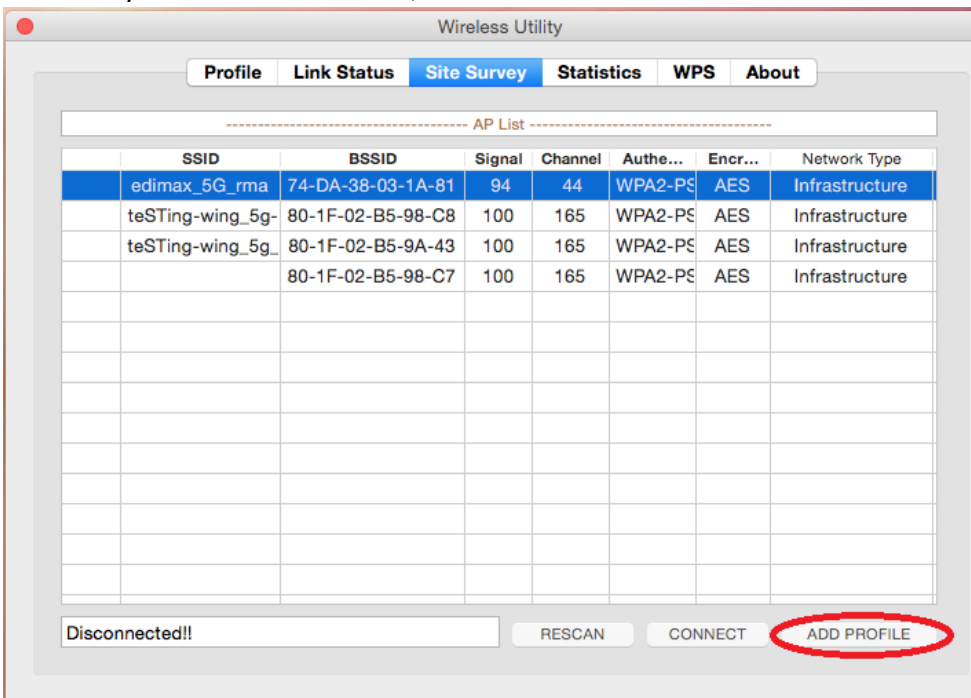 Wireless Utility
Profile Link Status Site Survey Statistics WPS About
------------------------------------- AP List -------------------------------------
SSID BSSID Signal Channel Authe... Encr... Network Type
edimax_5G_rma 74-DA-38-03-1A-81 94 44 WPA2-PS AES Infrastructure
teSTing-wing_5g- 80-1F-02-B5-98-C8 100 165 WPA2-PS AES Infrastructure
teSTing-wing_5g_ 80-1F-02-B5-9A-43 100 165 WPA2-PS AES Infrastructure
80-1F-02-B5-98-C7 100 165 WPA2-PS AES Infrastructure
Disconnected!! RESCAN CONNECT ADD PROFILE